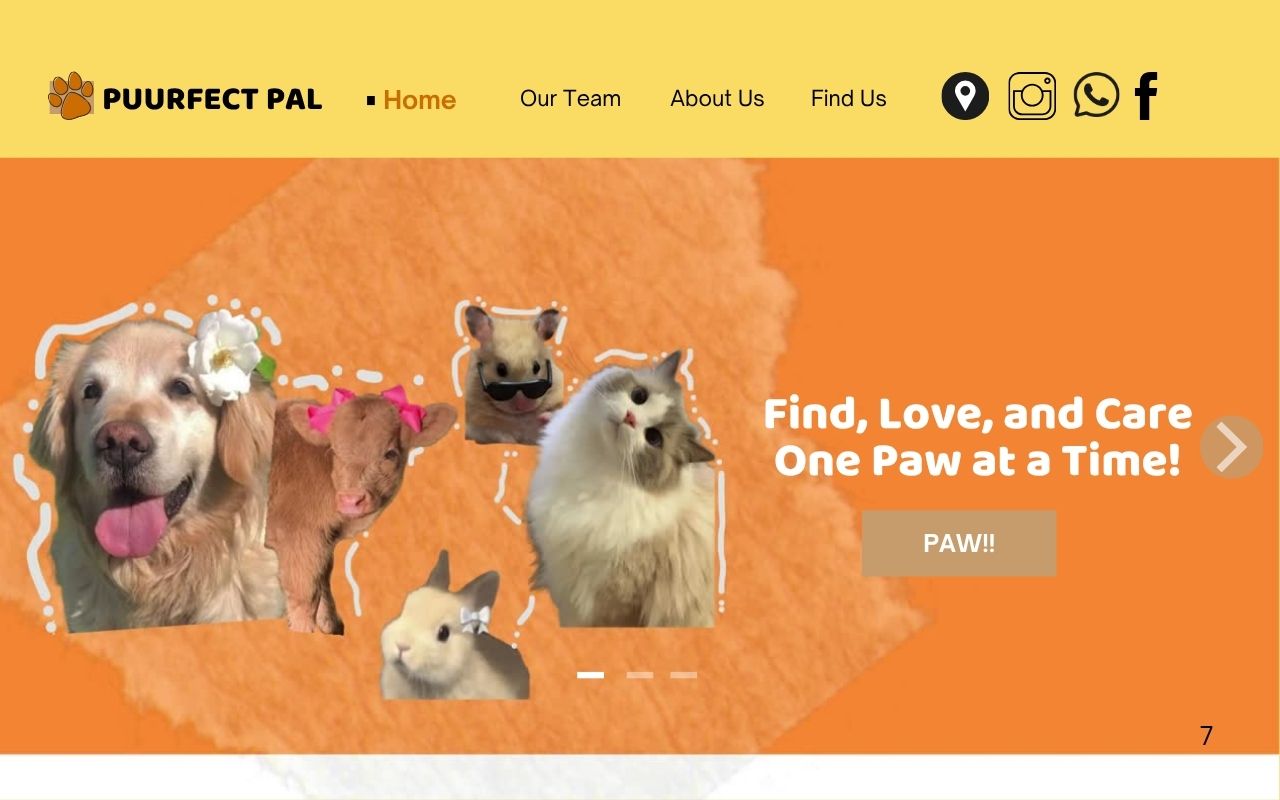 PUURFECT PAL
Home
Our Team
About Us
Find Us
Find, Love, and Care
One Paw at a Time!
PAW!!
7